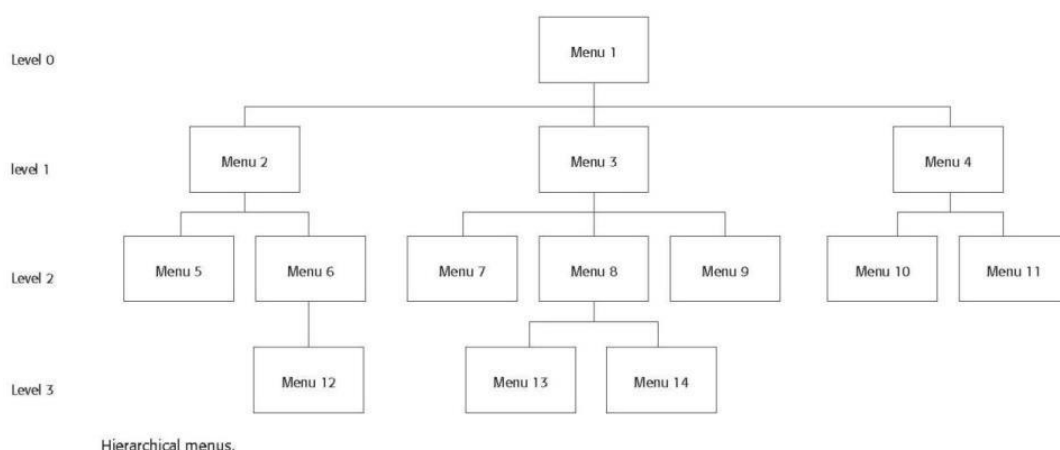 Level 0
Menu 1
level 1
Menu 2
Menu 3
Menu 4
Level 2
Menu 5
Menu 6
Menu 7
Menu 8
Menu 9
Menu 10
Menu 11
Level 3
Menu 12
Menu 13
Menu 14
Hierarchical menus.